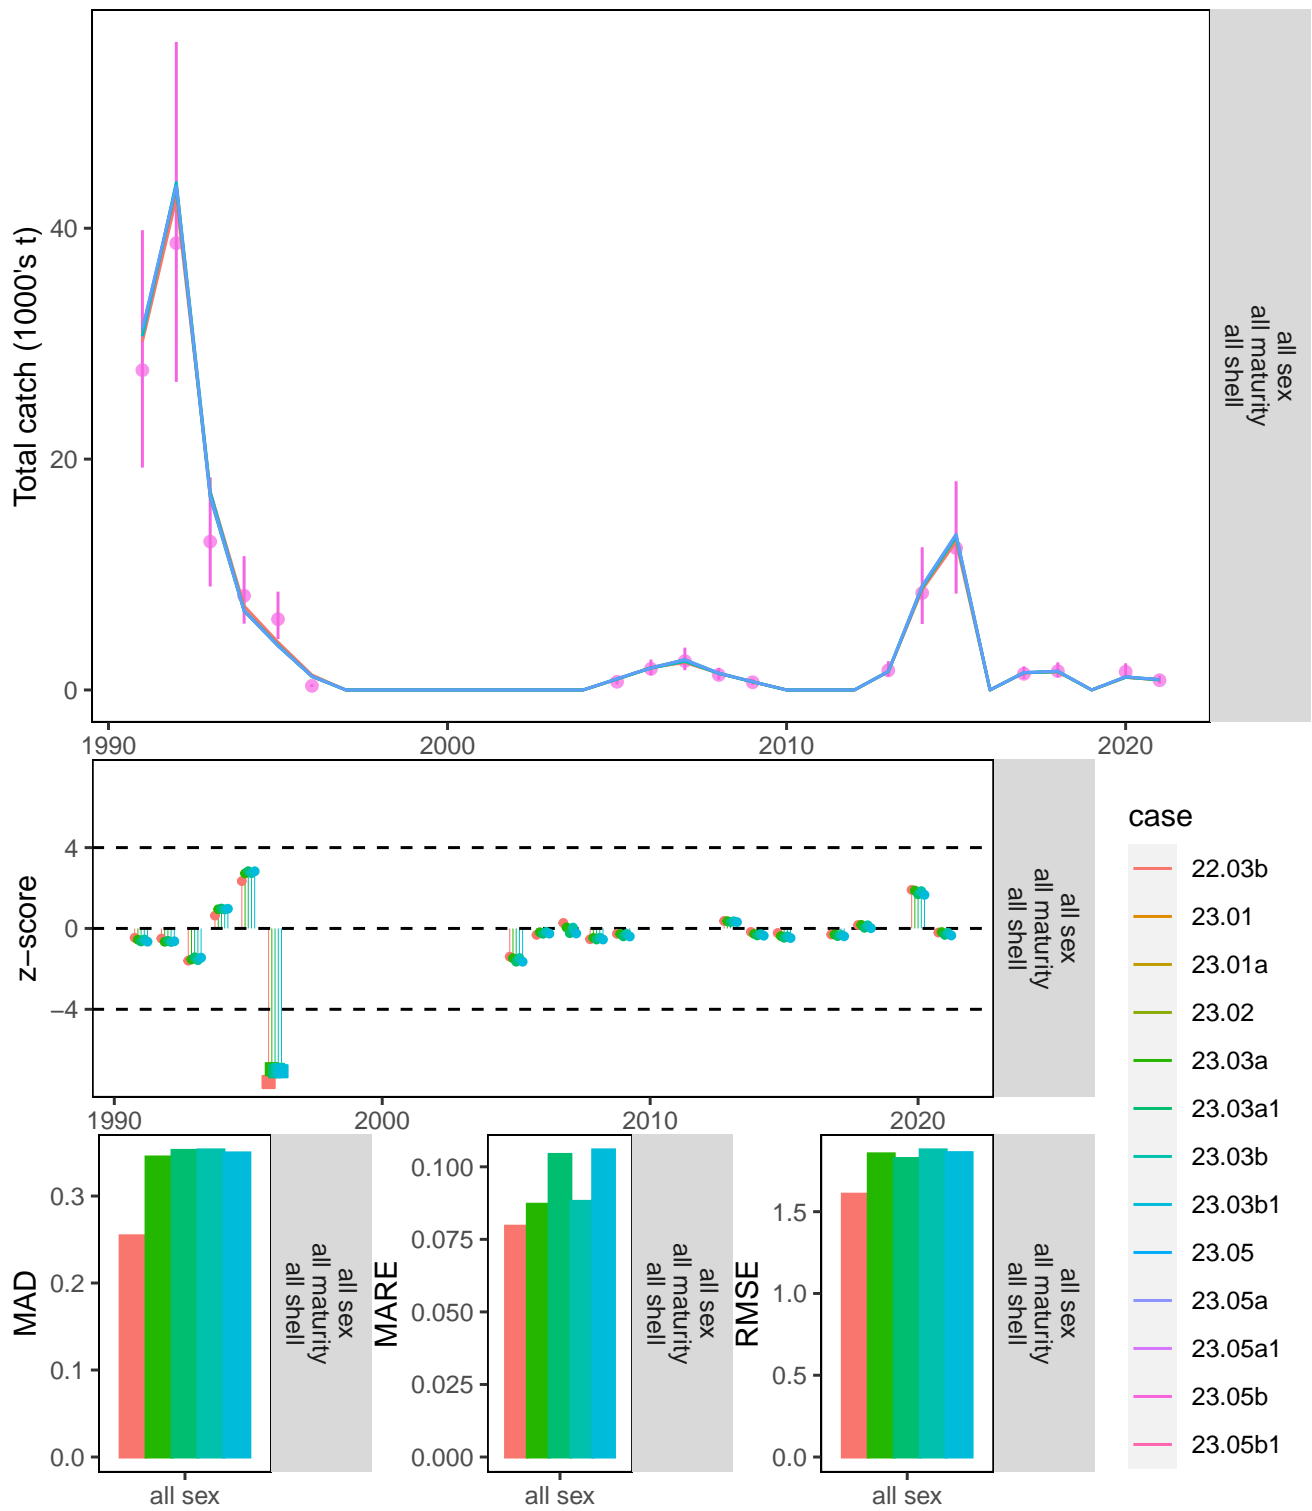 Total catch (1000's t)
40
20
0
1990
2000
2010
2020
all sex
all maturity
all shell
z−score
4
0
−4
1990
2000
2010
2020
all sex
all maturity
all shell
MAD
0.3
0.2
0.1
0.0
all sex
all sex
all maturity
all shell
MARE
0.100
0.075
0.050
0.025
0.000
all sex
all sex
all maturity
all shell
RMSE
1.5
1.0
0.5
0.0
all sex
all sex
all maturity
all shell
case
22.03b
23.01
23.01a
23.02
23.03a
23.03a1
23.03b
23.03b1
23.05
23.05a
23.05a1
23.05b
23.05b1